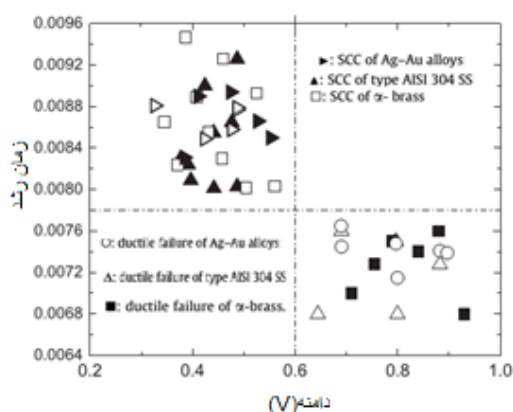 0.0096
0.0092
0.0088
0.0084
0.0080
0.0076
0.0072
0.0068
0.0064
زمان رشد
▶: SCC of Ag-Au alloys
▲: SCC of type AISI 304 SS
□: SCC of α- brass
○: ductile failure of Ag-Au alloys
△: ductile failure of type AISI 304 SS
■: ductile failure of α-brass.
0.2 0.4 0.6 0.8 1.0
دامنه(V)